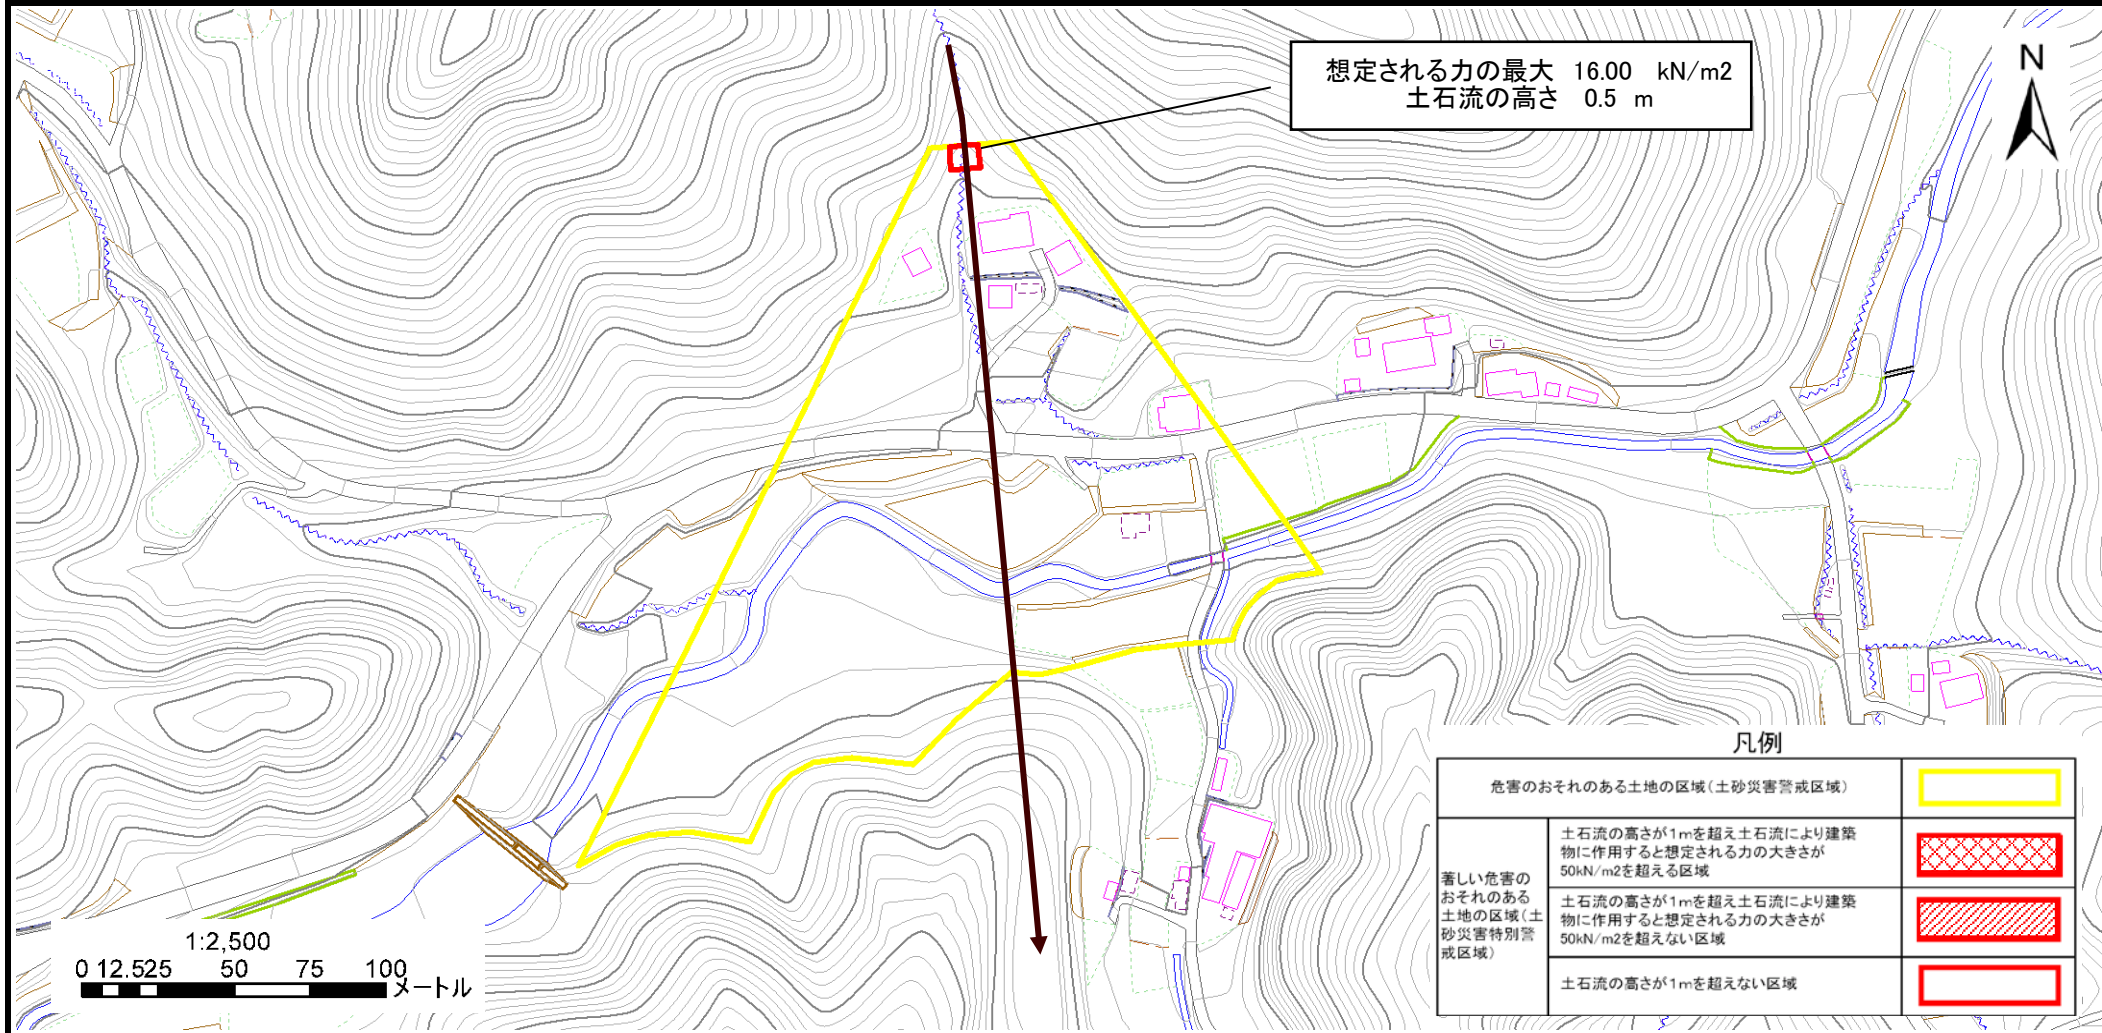 想定される力の最大 16.00 kN/m2
土石流の高さ 0.5 m
N
凡例
危害のおそれのある土地の区域(土砂災害警戒区域)
著しい危害の
おそれのある
土地の区域(土
砂災害特別警
戒区域)
土石流の高さが1mを超え土石流により建築
物に作用すると想定される力の大きさが
50kN/m2を超える区域
土石流の高さが1mを超え土石流により建築
物に作用すると想定される力の大きさが
50kN/m2を超えない区域
土石流の高さが1mを超えない区域
1:2,500
0 12.525 50 75 100
メートル